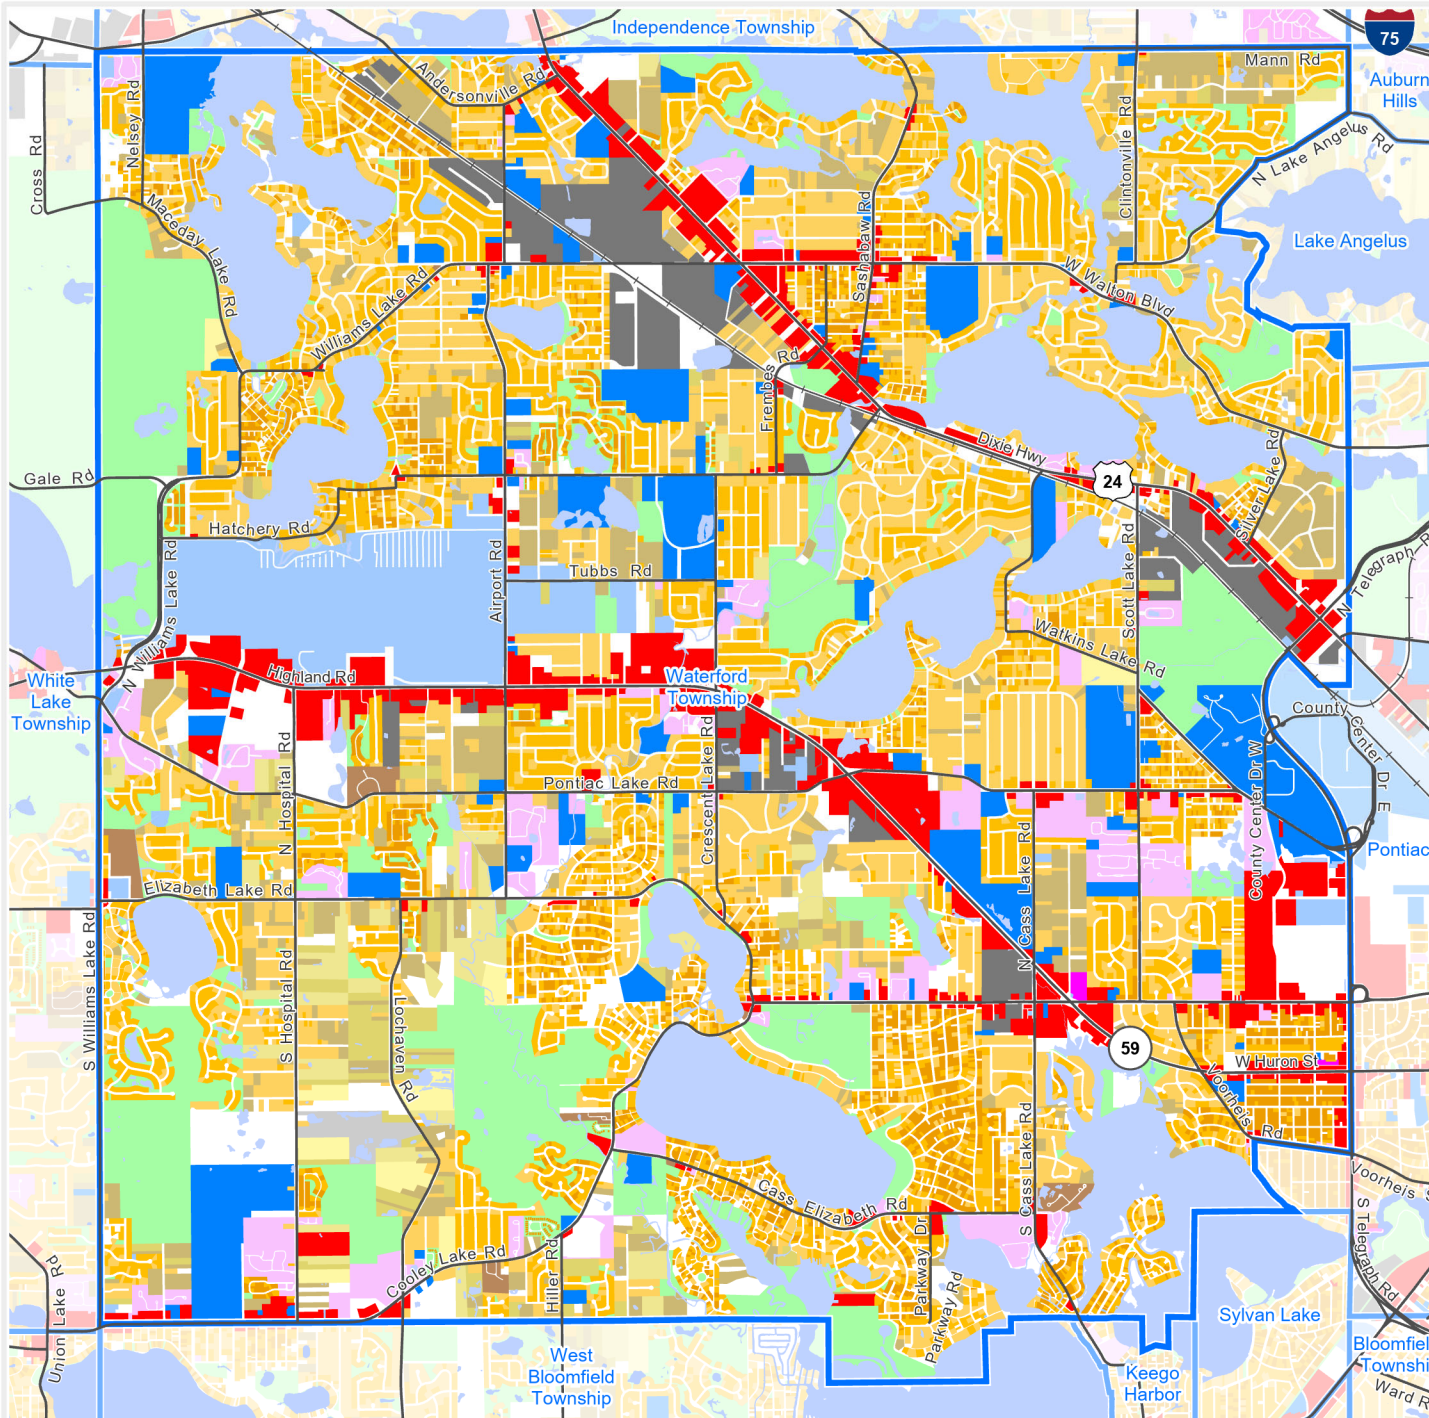 Independence Township
75
Mann Rd
Auburn
Hills
Andersonville Rd
Nelsey Rd
Cross Rd
Clintonville Rd
N Lake Angelus Rd
Maceday Lake Rd
Sashabaw Rd
Lake Angelus
Williams Lake Rd
W Walton Blvd
Frembes Rd
Dixie Hwy
24
Silver Lake Rd
Gale Rd
Hatchery Rd
Tubbs Rd
Airport Rd
Scott Lake Rd
N Telegraph R
N Williams Lake Rd
Watkins Lake Rd
Highland Rd
White
Lake
Township
Waterford
Township
County Center Dr E
County Center Dr W
Crescent Lake Rd
N Hospital Rd
Pontiac Lake Rd
N Cass Lake Rd
Pontiac
Elizabeth Lake Rd
S Williams Lake Rd
S Hospital Rd
Lochaven Rd
59
W Huron St
Voorheis Rd
S Cass Lake Rd
Voorheis S
Cass Elizabeth Rd
Parkway Dr
S Telegraph Rd
Cooley Lake Rd
Hiller Rd
Union Lake Rd
Parkway Rd
Sylvan Lake
West
Bloomfield
Township
Keego
Harbor
Bloomfiel
Townshi
Ward R